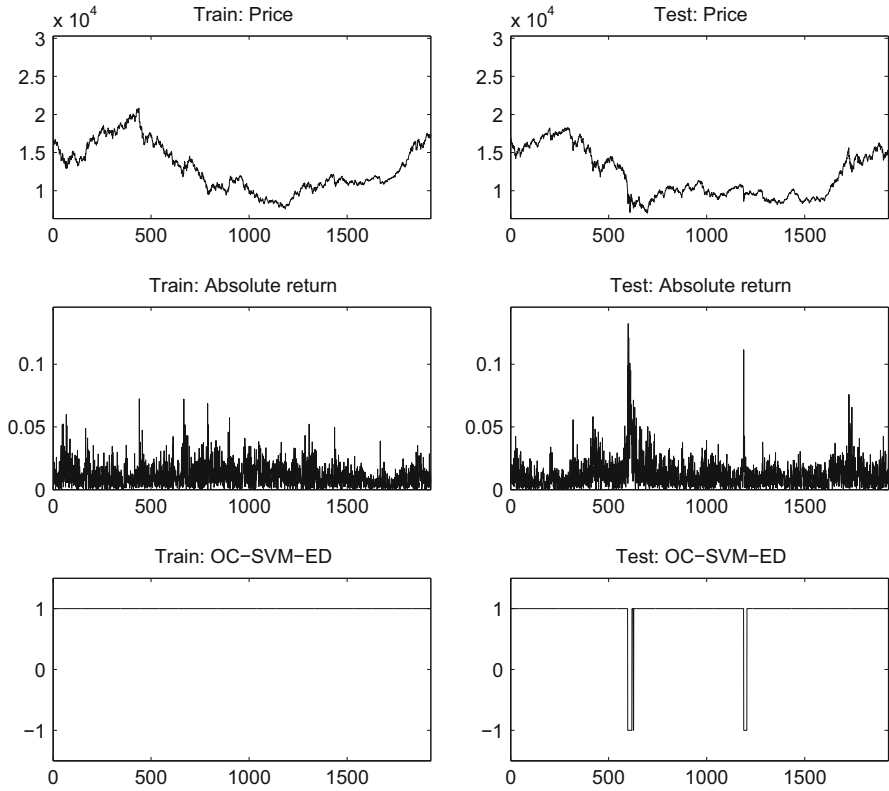 Train: Price
x 10^4
3
2.5
2
1.5
1
0 500 1000 1500
Test: Price
x 10^4
3
2.5
2
1.5
1
0 500 1000 1500
Train: Absolute return
0.1
0.05
0
0 500 1000 1500
Test: Absolute return
0.1
0.05
0
0 500 1000 1500
Train: OC−SVM−ED
1
0
−1
0 500 1000 1500
Test: OC−SVM−ED
1
0
−1
0 500 1000 1500